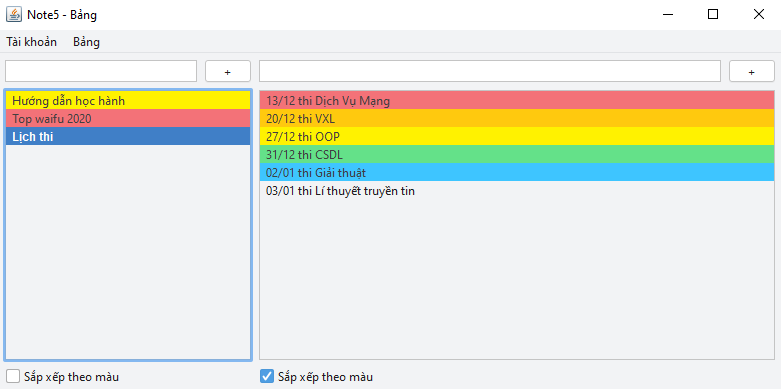 Note5 - Bảng
Tài khoản Bảng
+
+
Hướng dẫn học hành
Top waifu 2020
Lịch thi
13/12 thi Dịch Vụ Mạng
20/12 thi VXL
27/12 thi OOP
31/12 thi CSDL
02/01 thi Giải thuật
03/01 thi Lí thuyết truyền tin
Sắp xếp theo màu
Sắp xếp theo màu